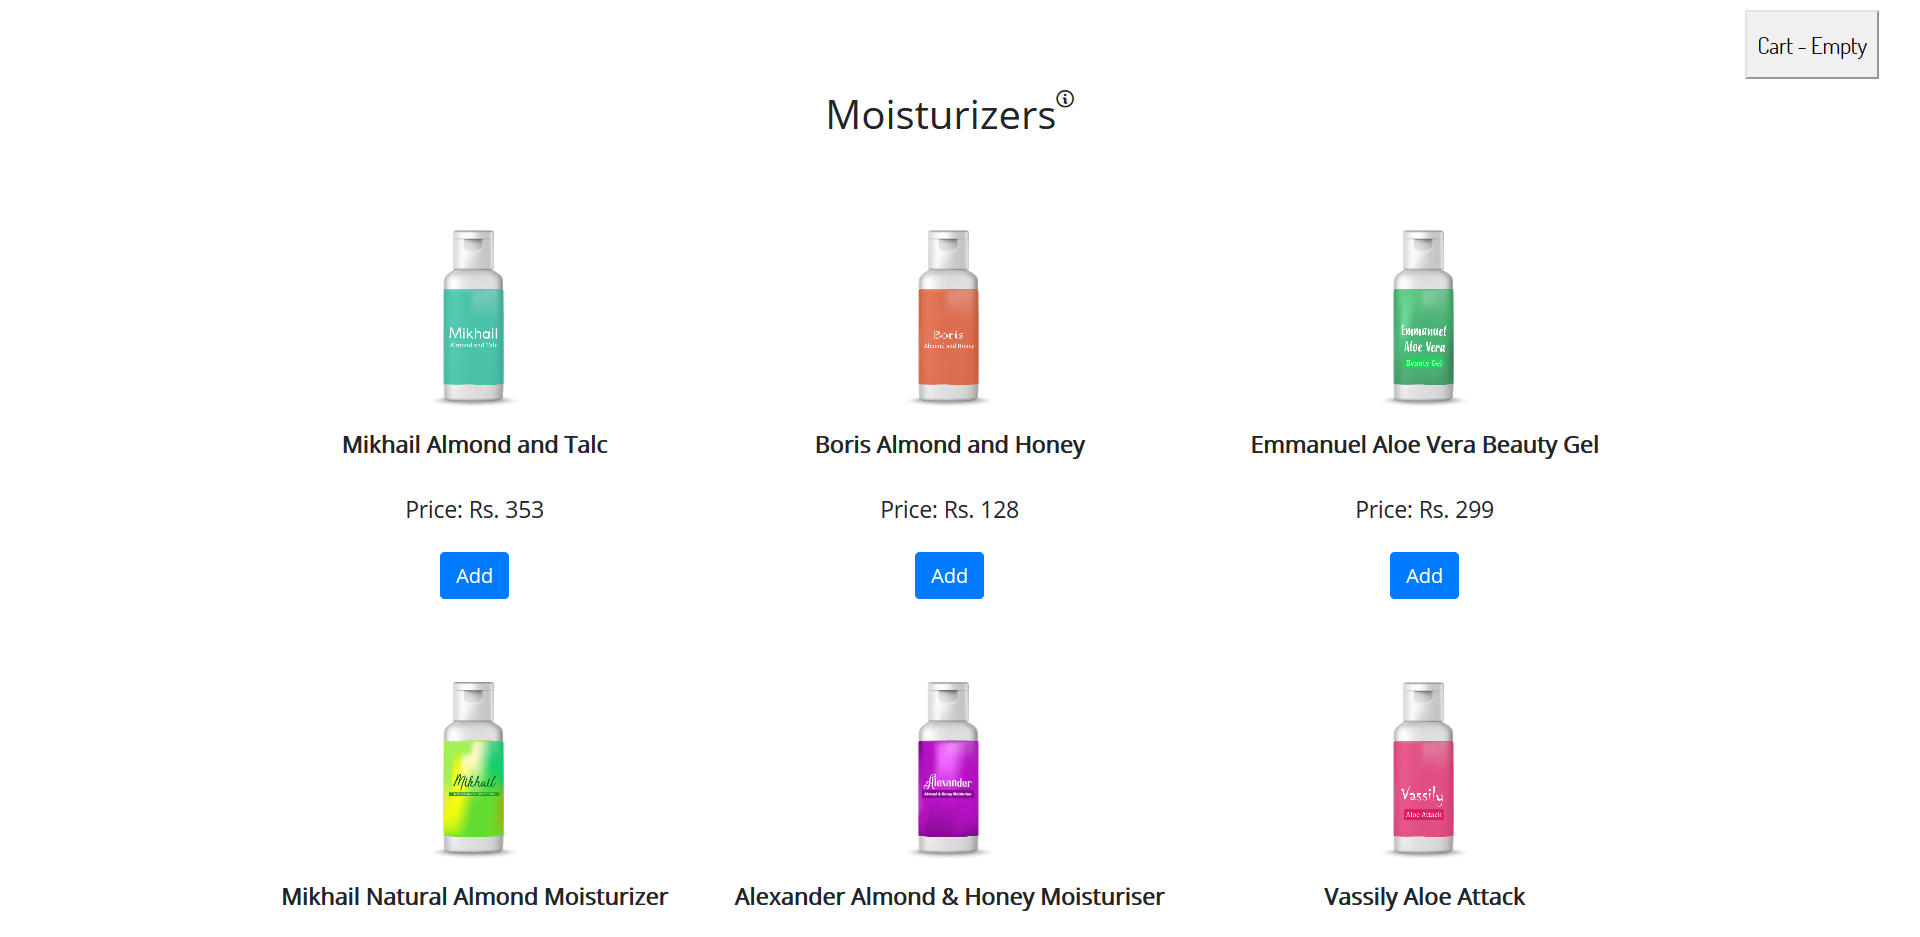 Cart - Empty
Moisturizers
Mikhail
Almond and Talc
Boris
Almond and Honey
Emmanuel
Aloe Vera
Beauty Gel
Mikhail Almond and Talc
Boris Almond and Honey
Emmanuel Aloe Vera Beauty Gel
Price: Rs. 353
Price: Rs. 128
Price: Rs. 299
Add
Add
Add
Mikhail
Alexander
Almond & Honey Moisturiser
Vassily
Aloe Attack
Mikhail Natural Almond Moisturizer
Alexander Almond & Honey Moisturiser
Vassily Aloe Attack